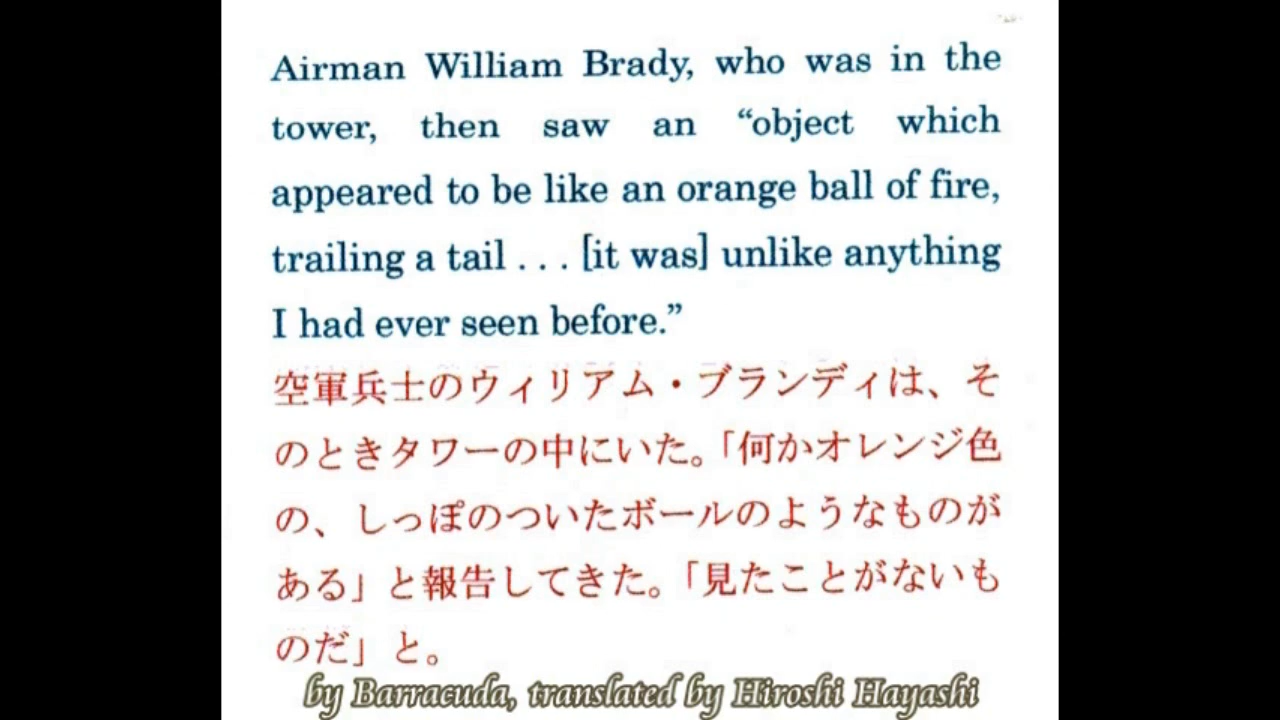 Airman William Brady, who was in the
tower, then saw an “object which
appeared to be like an orange ball of fire,
trailing a tail . . . [it was] unlike anything
I had ever seen before.”
空軍兵士のウィリアム・ブランディは、そ
のときタワーの中にいた。「何かオレンジ色
の、しっぽのついたボールのようなものが
ある」と報告してきた。「見たことがないも
のだ」と。
by Barracuda, translated by Hiroshi Hayashi